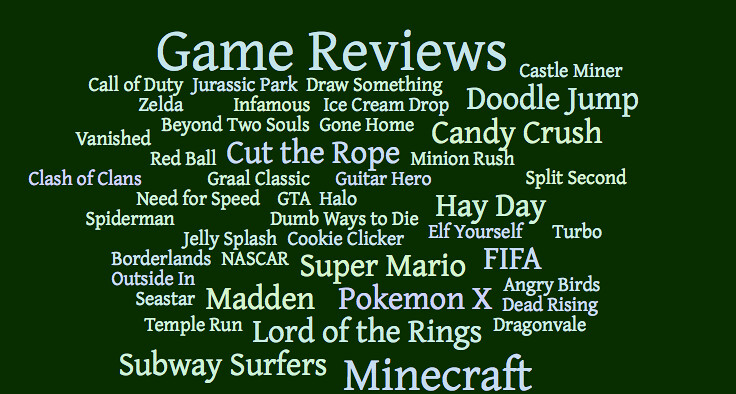 Game Reviews
Castle Miner
Call of Duty Jurassic Park Draw Something
Zelda Infamous Ice Cream Drop Doodle Jump
Beyond Two Souls Gone Home Candy Crush
Vanished
Red Ball Cut the Rope Minion Rush
Clash of Clans Graal Classic Guitar Hero Split Second
Need for Speed GTA Halo Hay Day
Spiderman Dumb Ways to Die
Elf Yourself Turbo
Jelly Splash Cookie Clicker
Borderlands NASCAR Super Mario FIFA
Outside In
Angry Birds
Seastar Madden Pokemon X Dead Rising
Temple Run Lord of the Rings Dragonvale
Subway Surfers Minecraft